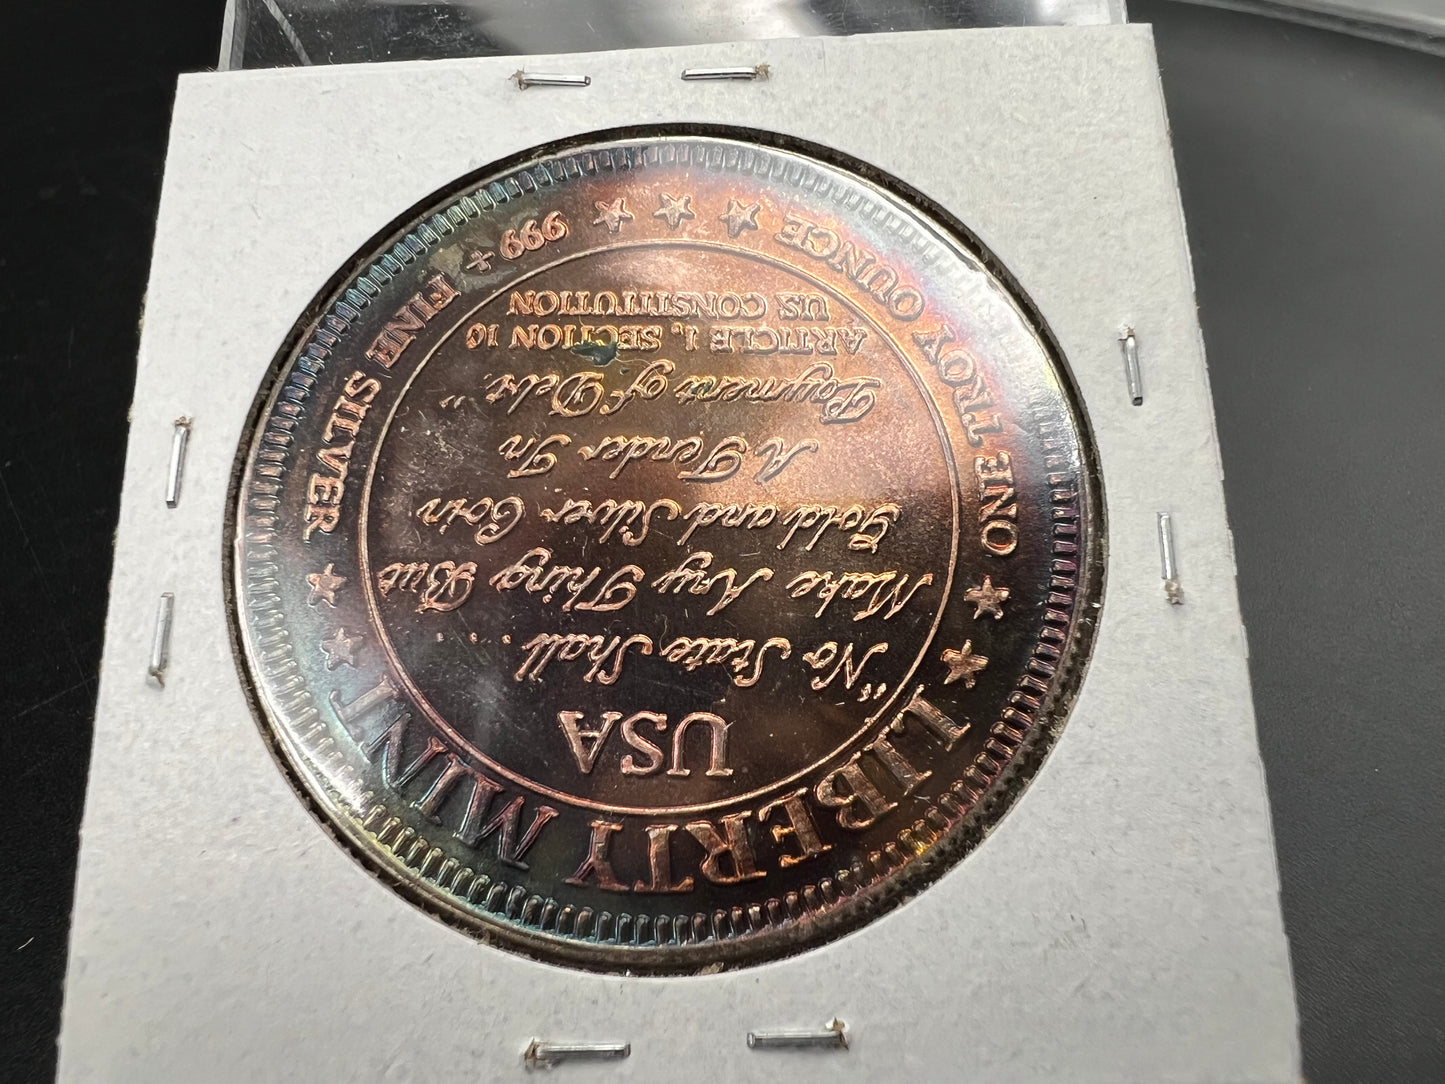 LIBERTY MINT
USA
"No State Shall ...
Make Any Thing But
Gold and Silver Coin
A Tender In
Payment of Debt."
ARTICLE 1, SECTION 10
U.S. CONSTITUTION
ONE TROY OUNCE
999+ FINE SILVER